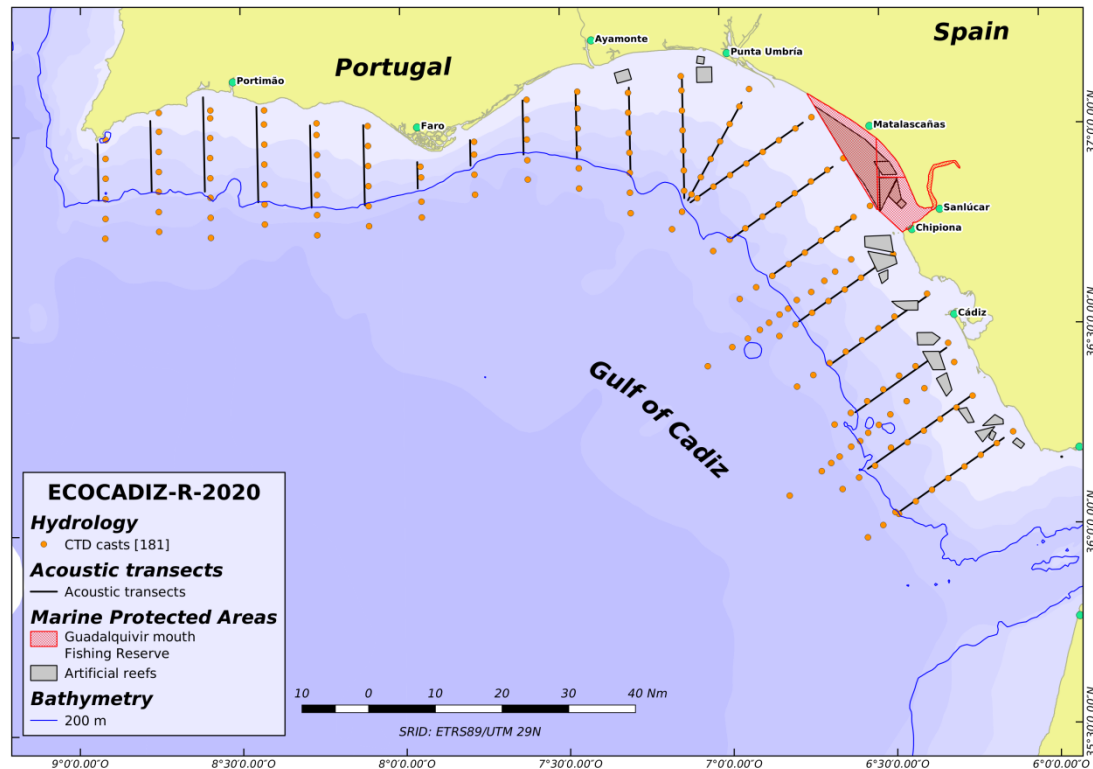 Spain
Ayamonte
Punta Umbría
Portugal
Portimão
Faro
Matalascañas
Sanlúcar
Chipiona
Cádiz
Gulf of Cadiz
37°0'0.00"N
36°30'0.00"N
36°0'0.00"N
35°30'0.00"N
ECOCADIZ-R-2020
Hydrology
CTD casts [181]
Acoustic transects
Acoustic transects
Marine Protected Areas
Guadalquivir mouth
Fishing Reserve
Artificial reefs
Bathymetry
200 m
10 0 10 20 30 40 Nm
SRID: ETRS89/UTM 29N
9°0'0.00"O 8°30'0.00"O 8°0'0.00"O 7°30'0.00"O 7°0'0.00"O 6°30'0.00"O 6°0'0.00"O